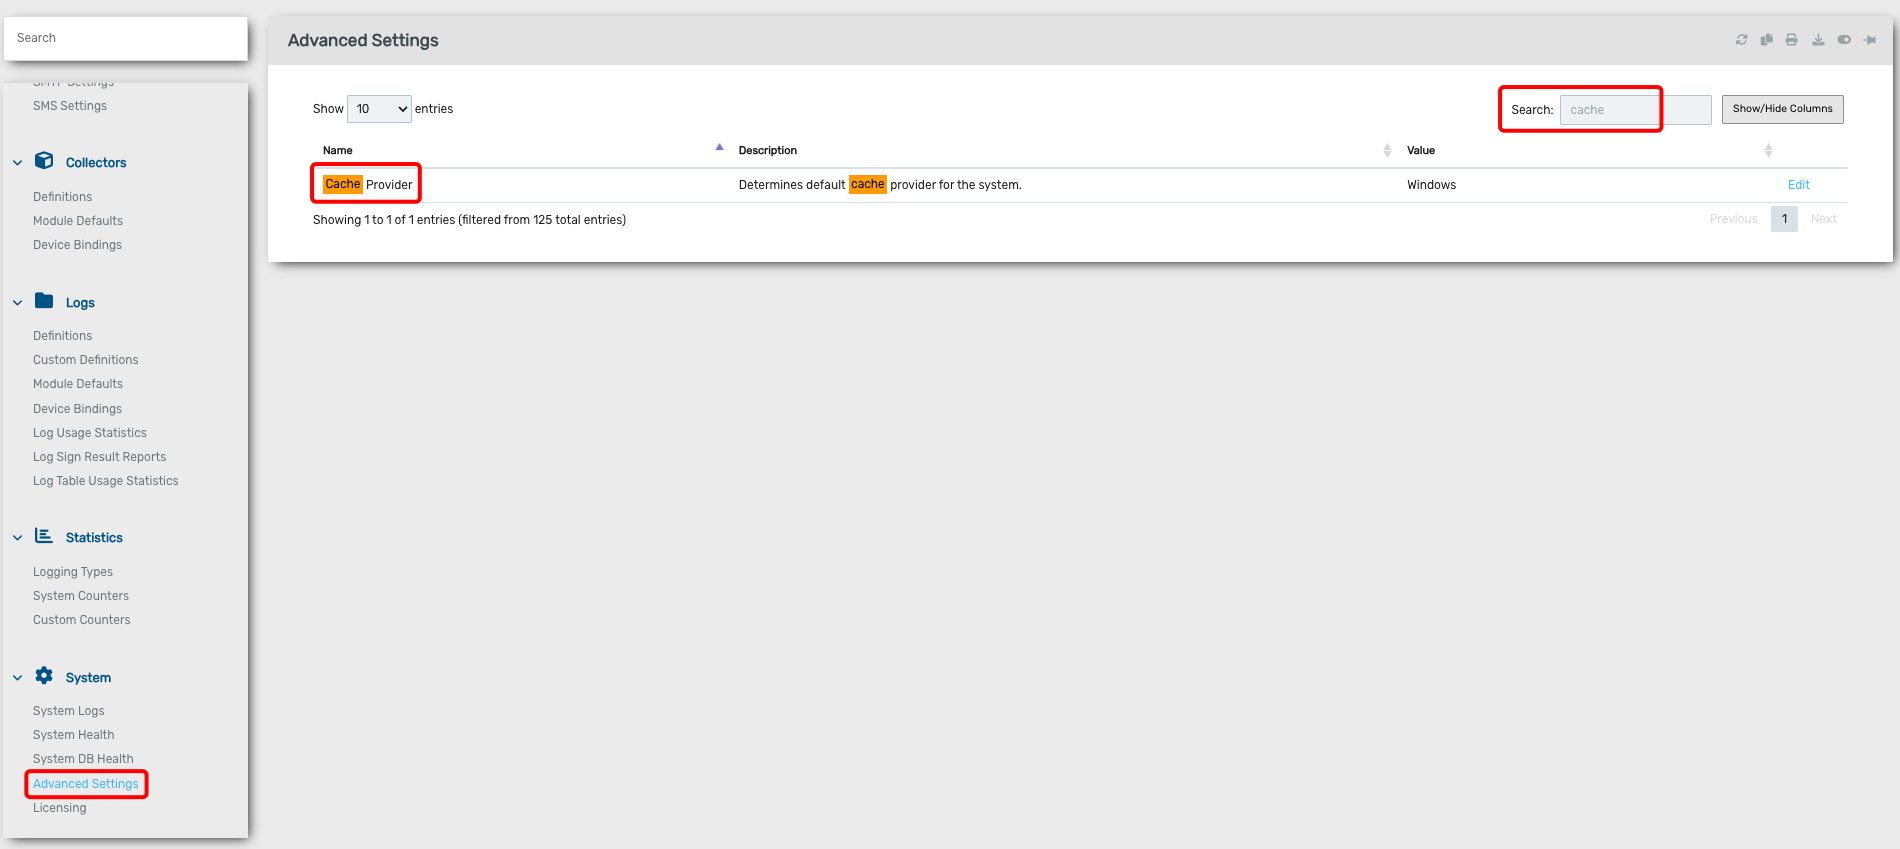 Search
SMTP Settings
SMS Settings
Collectors
Definitions
Module Defaults
Device Bindings
Logs
Definitions
Custom Definitions
Module Defaults
Device Bindings
Log Usage Statistics
Log Sign Result Reports
Log Table Usage Statistics
Statistics
Logging Types
System Counters
Custom Counters
System
System Logs
System Health
System DB Health
Advanced Settings
Licensing
Advanced Settings
Show 10 entries
Search: cache
Show/Hide Columns
Name Description Value
Cache Provider Determines default cache provider for the system. Windows Edit
Showing 1 to 1 of 1 entries (filtered from 125 total entries)
Previous 1 Next